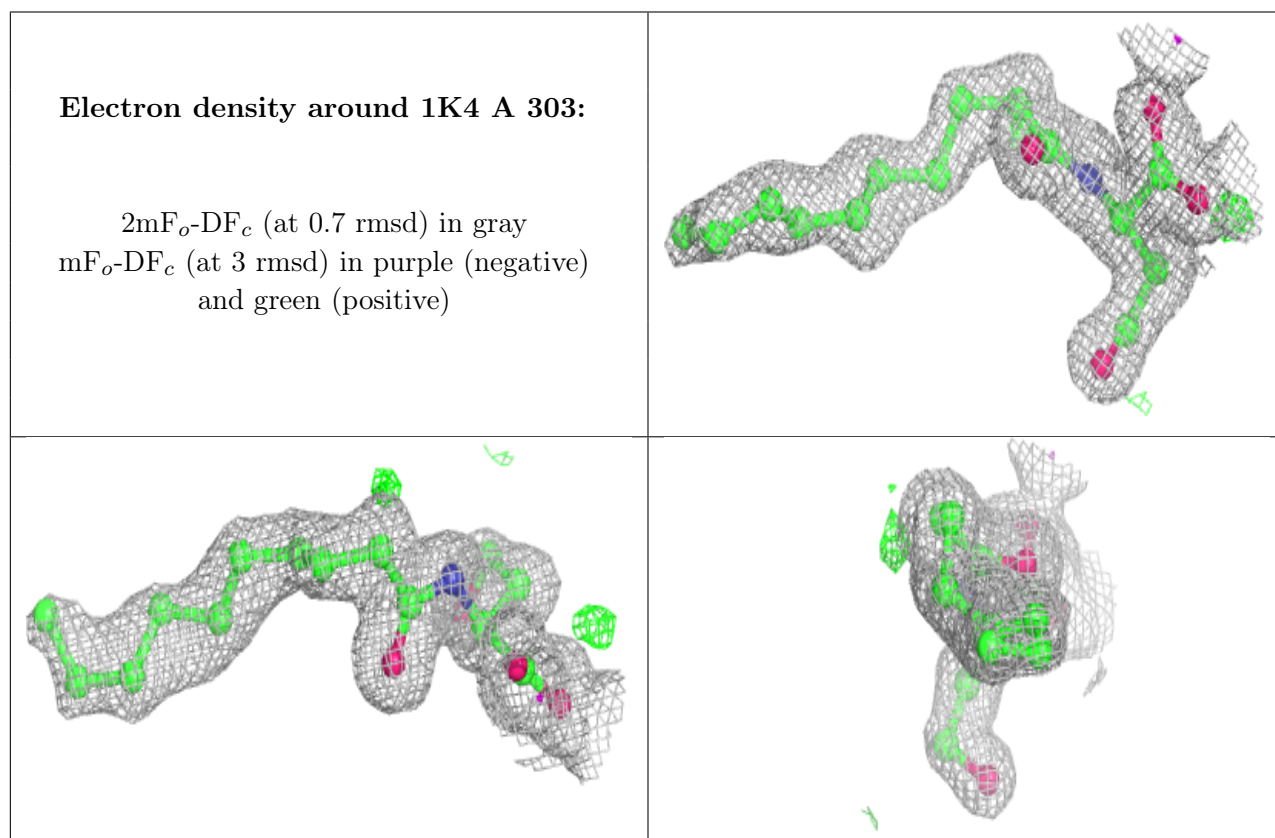 Electron density around 1K4 A 303:
2mFo-DFc (at 0.7 rmsd) in gray
mFo-DFc (at 3 rmsd) in purple (negative)
and green (positive)